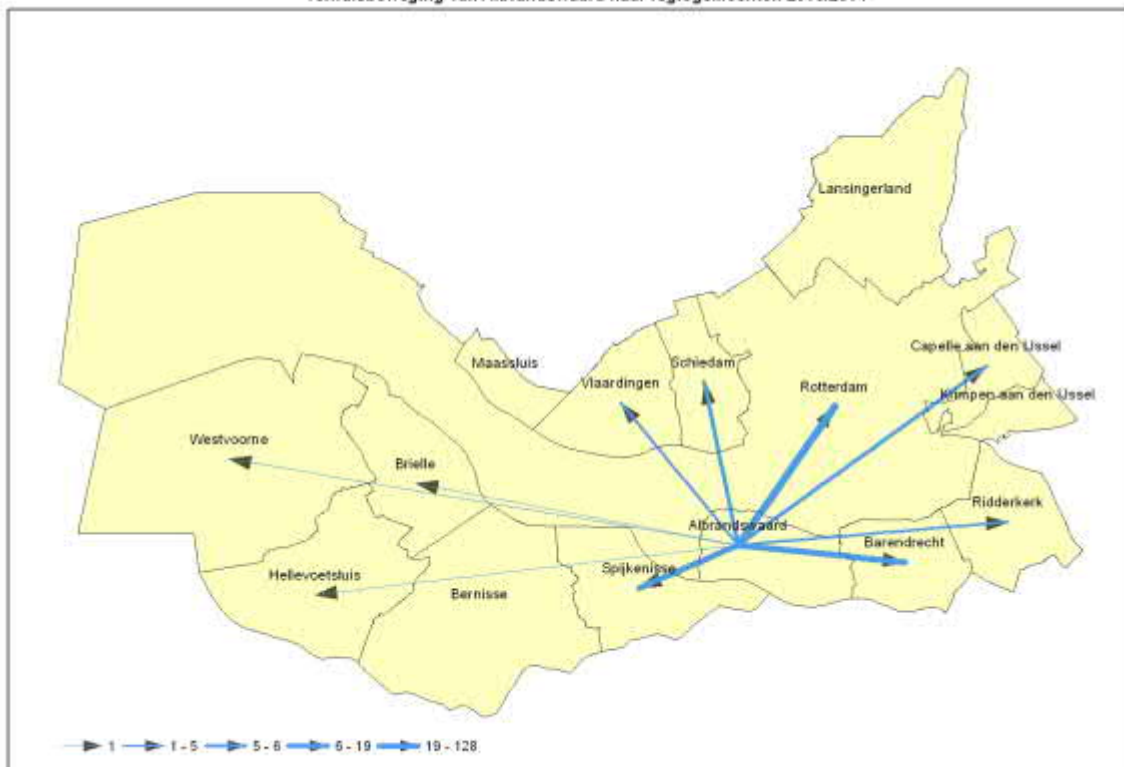 Lansingerland
Capelle aan den IJssel
Maassluis
Schiedam
Vlaardingen
Rotterdam
Krimpen aan den IJssel
Westvoorne
Brielle
Ridderkerk
Albrandswaard
Barendrecht
Spijkenisse
Hellevoetsluis
Bernisse
1 1 - 5 5 - 6 6 - 19 19 - 128